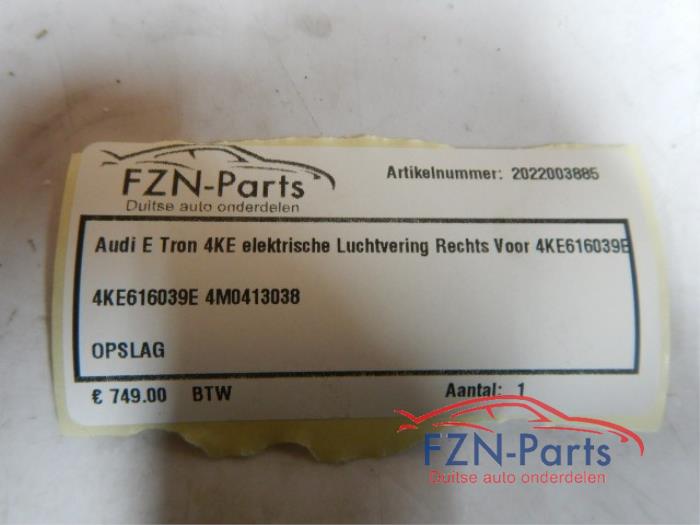 FZN-Parts
Duitse auto onderdelen
Artikelnummer: 2022003885
Audi E Tron 4KE elektrische Luchtvering Rechts Voor 4KE616039E
4KE616039E 4M0413038
OPSLAG
€ 749.00 BTW Aantal: 1
FZN-Parts
Duitse auto onderdelen